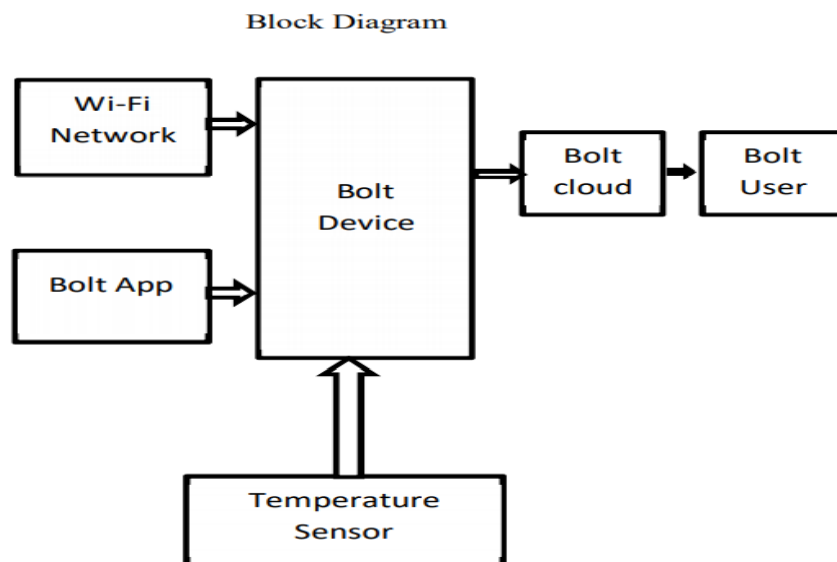 Block Diagram
Wi-Fi
Network
Bolt
Device
Bolt
cloud
Bolt
User
Bolt App
Temperature
Sensor